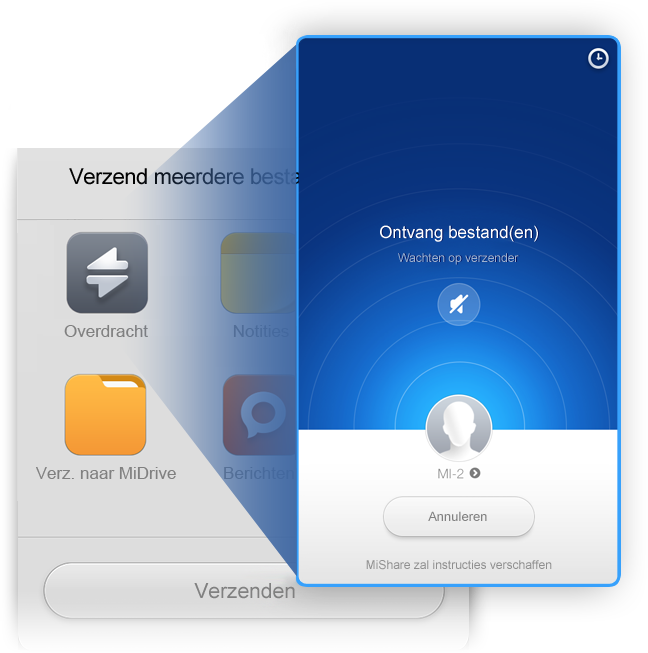 Verzend meerdere
Overdracht
Notities
Verz. naar MiDrive
Berichten
Verzenden
Ontvang bestand(en)
Wachten op verzender
MI-2
Annuleren
MiShare zal instructies verschaffen